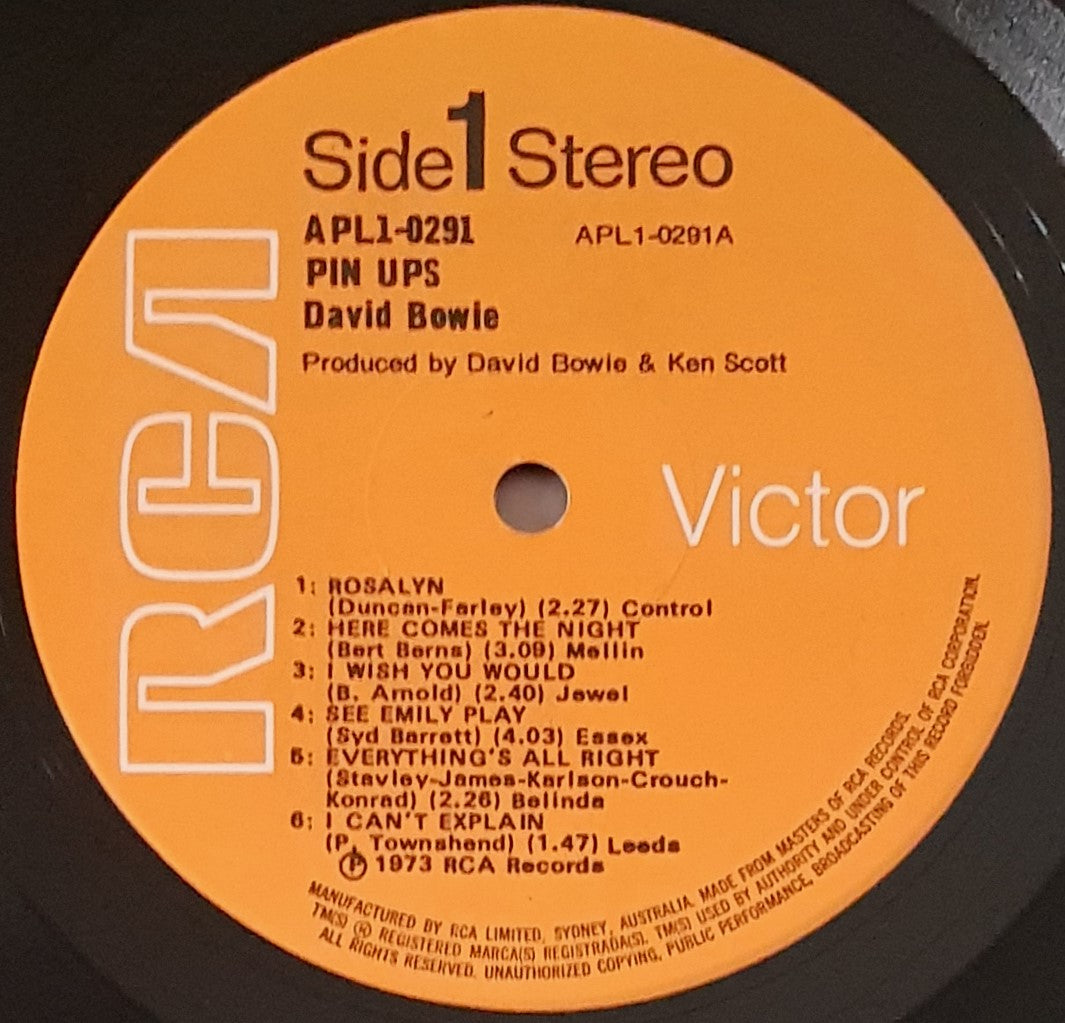 Side 1 Stereo
APL1-0291 APL1-0291A
PIN UPS
David Bowie
Produced by David Bowie & Ken Scott
RCA
Victor
1: ROSALYN
(Duncan-Farley) (2.27) Control
2: HERE COMES THE NIGHT
(Bert Berns) (3.09) Mellin
3: I WISH YOU WOULD
(B. Arnold) (2.40) Jewel
4: SEE EMILY PLAY
(Syd Barrett) (4.03) Essex
5: EVERYTHING'S ALL RIGHT
(Stavley-James-Karlson-Crouch-
Konrad) (2.26) Belinda
6: I CAN'T EXPLAIN
(P. Townshend) (1.47) Leeds
℗ 1973 RCA Records
MANUFACTURED BY RCA LIMITED, SYDNEY, AUSTRALIA. MADE FROM MASTERS OF RCA RECORDS.
TM(S) ® REGISTERED MARCA(S) REGISTRADA(S). TM(S) USED BY AUTHORITY AND UNDER CONTROL OF RCA CORPORATION.
ALL RIGHTS RESERVED. UNAUTHORIZED COPYING, PUBLIC PERFORMANCE, BROADCASTING OF THIS RECORD FORBIDDEN.